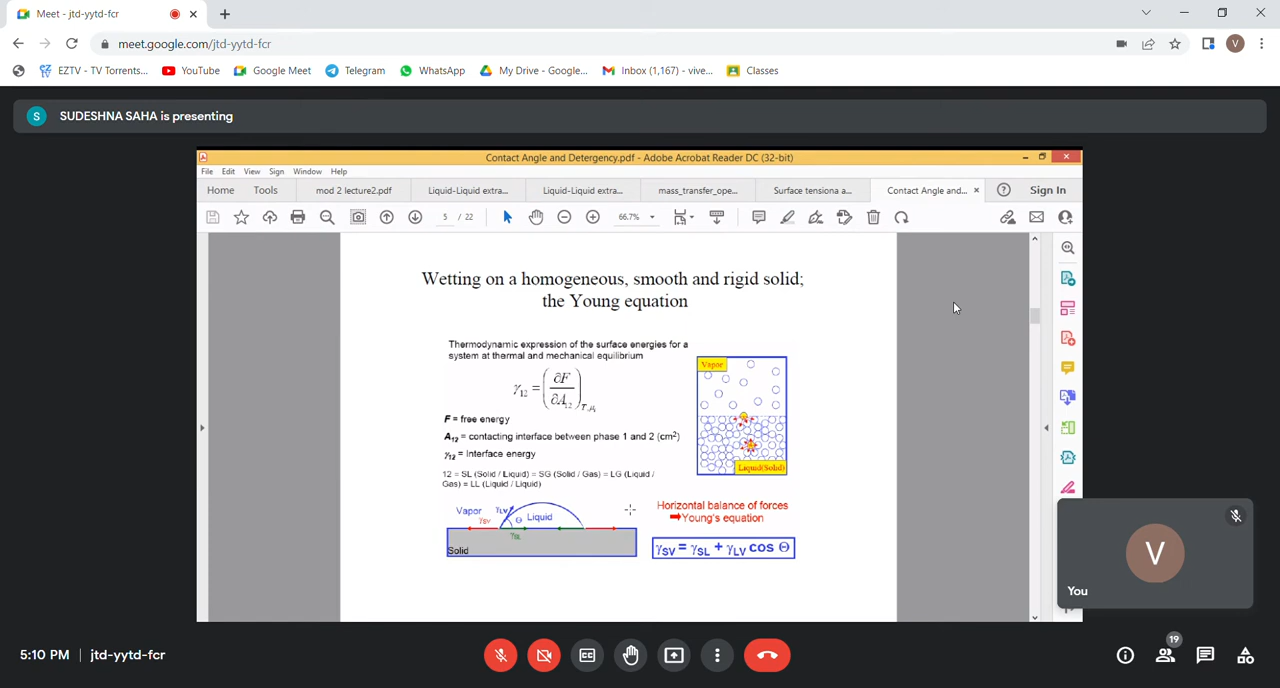 Meet - jtd-yytd-fcr
meet.google.com/jtd-yytd-fcr
V
EZTV - TV Torrents...
YouTube
Google Meet
Telegram
WhatsApp
My Drive - Google...
Inbox (1,167) - vive...
Classes
S
SUDESHNA SAHA is presenting
Contact Angle and Detergency.pdf - Adobe Acrobat Reader DC (32-bit)
File Edit View Sign Window Help
Home Tools mod 2 lecture2.pdf Liquid-Liquid extra... Liquid-Liquid extra... mass_transfer_ope... Surface tensiona a... Contact Angle and... Sign In
5 / 22 66.7%
Wetting on a homogeneous, smooth and rigid solid;
the Young equation
Thermodynamic expression of the surface energies for a
system at thermal and mechanical equilibrium
γ₁₂ = (∂F / ∂A₁₂)
F = free energy
A₁₂ = contacting interface between phase 1 and 2 (cm²)
γ₁₂ = Interface energy
12 = SL (Solid / Liquid) = SG (Solid / Gas) = LG (Liquid /
Gas) = LL (Liquid / Liquid)
Vapor
Liquid(Solid)
Vapor γLV
γSV Θ Liquid
γSL
Solid
Horizontal balance of forces
➡Young's equation
γSV = γSL + γLV cos Θ
V
You
5:10 PM | jtd-yytd-fcr
19